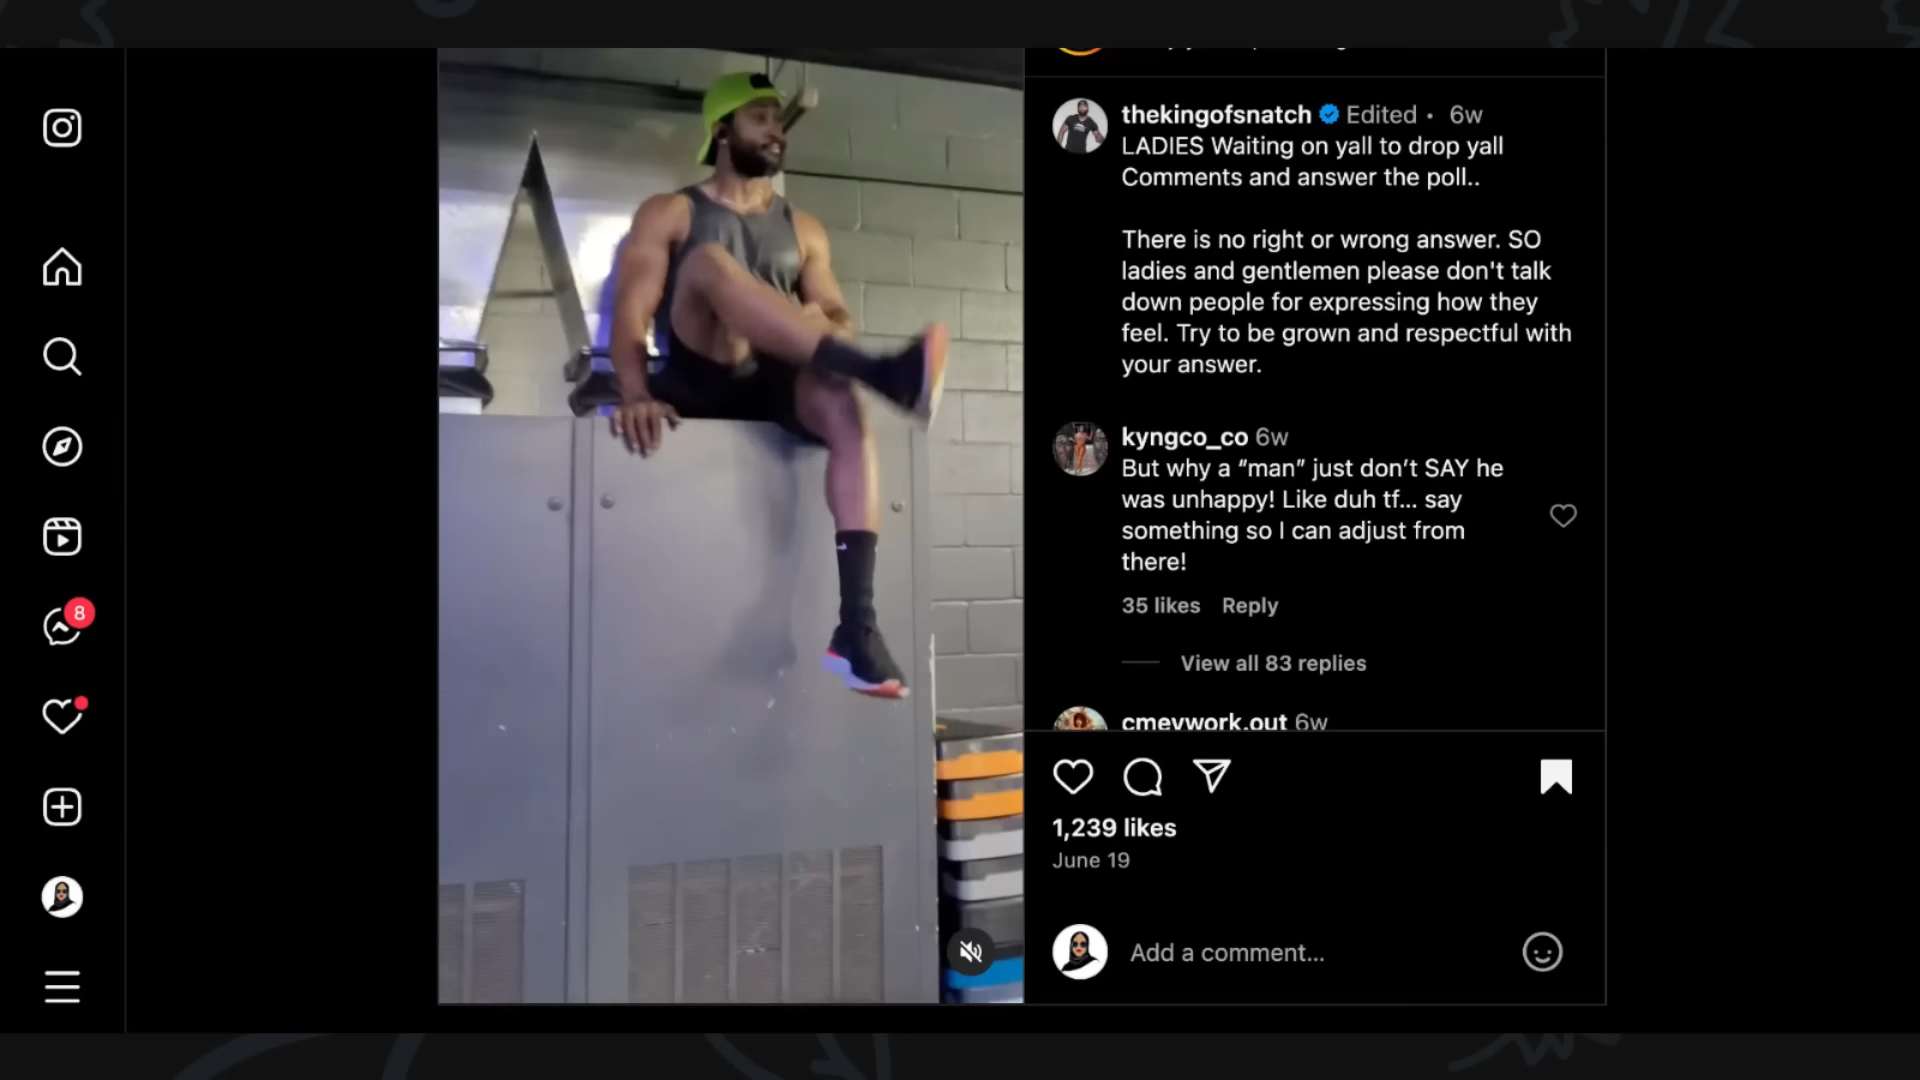 thekingofsnatch Edited • 6w
LADIES Waiting on yall to drop yall
Comments and answer the poll..
There is no right or wrong answer. SO
ladies and gentlemen please don't talk
down people for expressing how they
feel. Try to be grown and respectful with
your answer.
kyngco_co 6w
But why a “man” just don’t SAY he
was unhappy! Like duh tf... say
something so I can adjust from
there!
35 likes Reply
View all 83 replies
cmevwork.out 6w
8
1,239 likes
June 19
Add a comment...